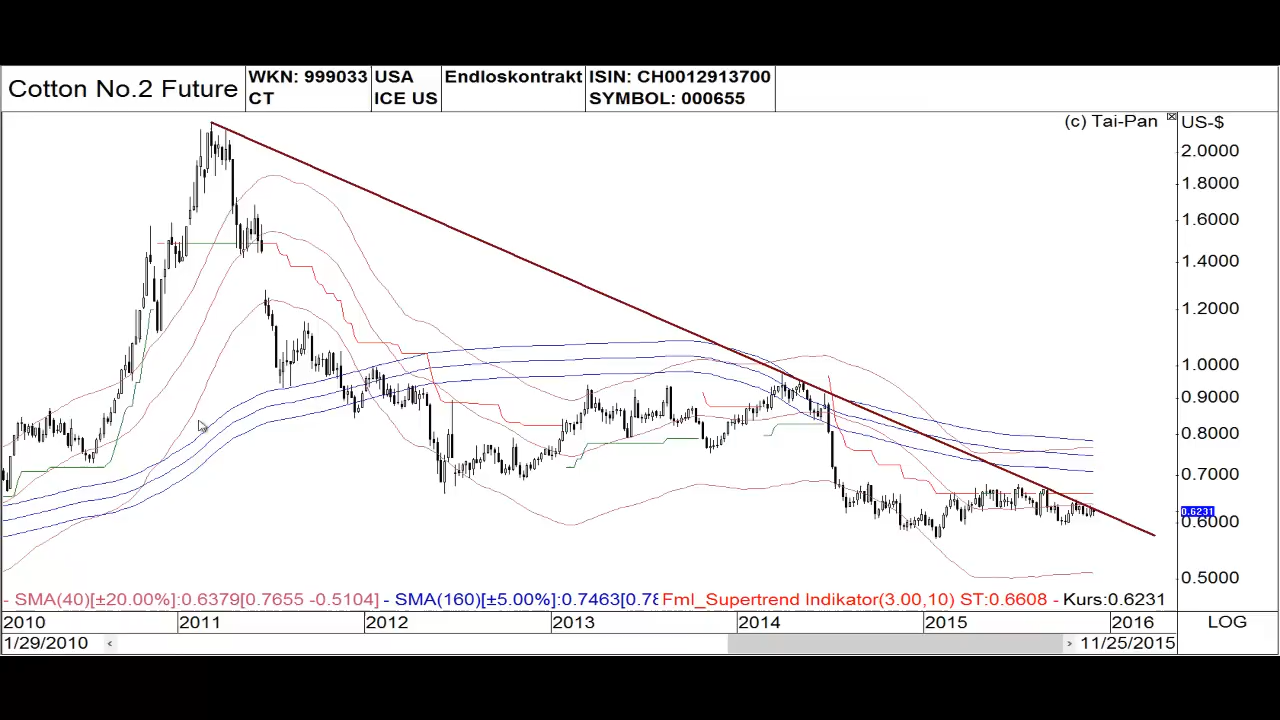 Cotton No.2 Future
WKN: 999033 USA Endloskontrakt ISIN: CH0012913700
CT ICE US SYMBOL: 000655
(c) Tai-Pan US-$
2.0000
1.8000
1.6000
1.4000
1.2000
1.0000
0.9000
0.8000
0.7000
0.6231
0.6000
0.5000
- SMA(40)[±20.00%]:0.6379[0.7655 -0.5104] - SMA(160)[±5.00%]:0.7463[0.78 Fml_Supertrend Indikator(3.00,10) ST:0.6608 - Kurs:0.6231
2010 2011 2012 2013 2014 2015 2016 LOG
1/29/2010 < > 11/25/2015